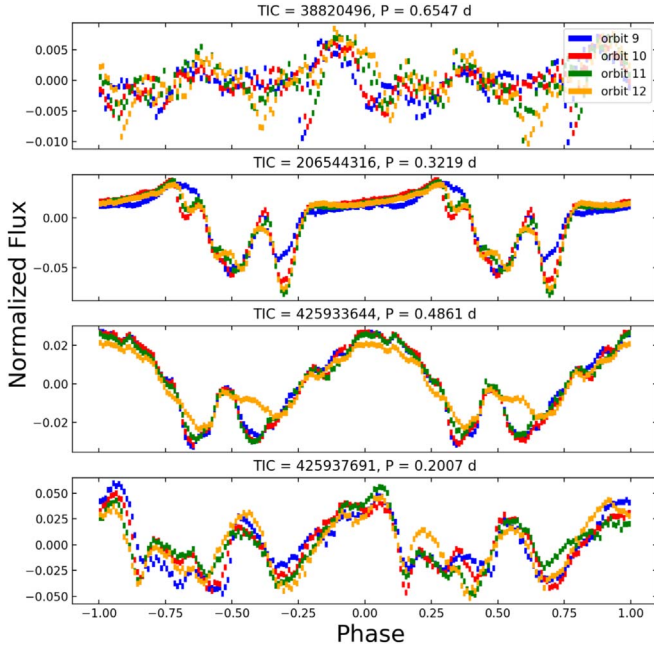 TIC = 38820496, P = 0.6547 d
0.005
0.000
−0.005
−0.010
orbit 9
orbit 10
orbit 11
orbit 12
TIC = 206544316, P = 0.3219 d
0.00
−0.05
Normalized Flux
TIC = 425933644, P = 0.4861 d
0.02
0.00
−0.02
TIC = 425937691, P = 0.2007 d
0.050
0.025
0.000
−0.025
−0.050
−1.00 −0.75 −0.50 −0.25 0.00 0.25 0.50 0.75 1.00
Phase